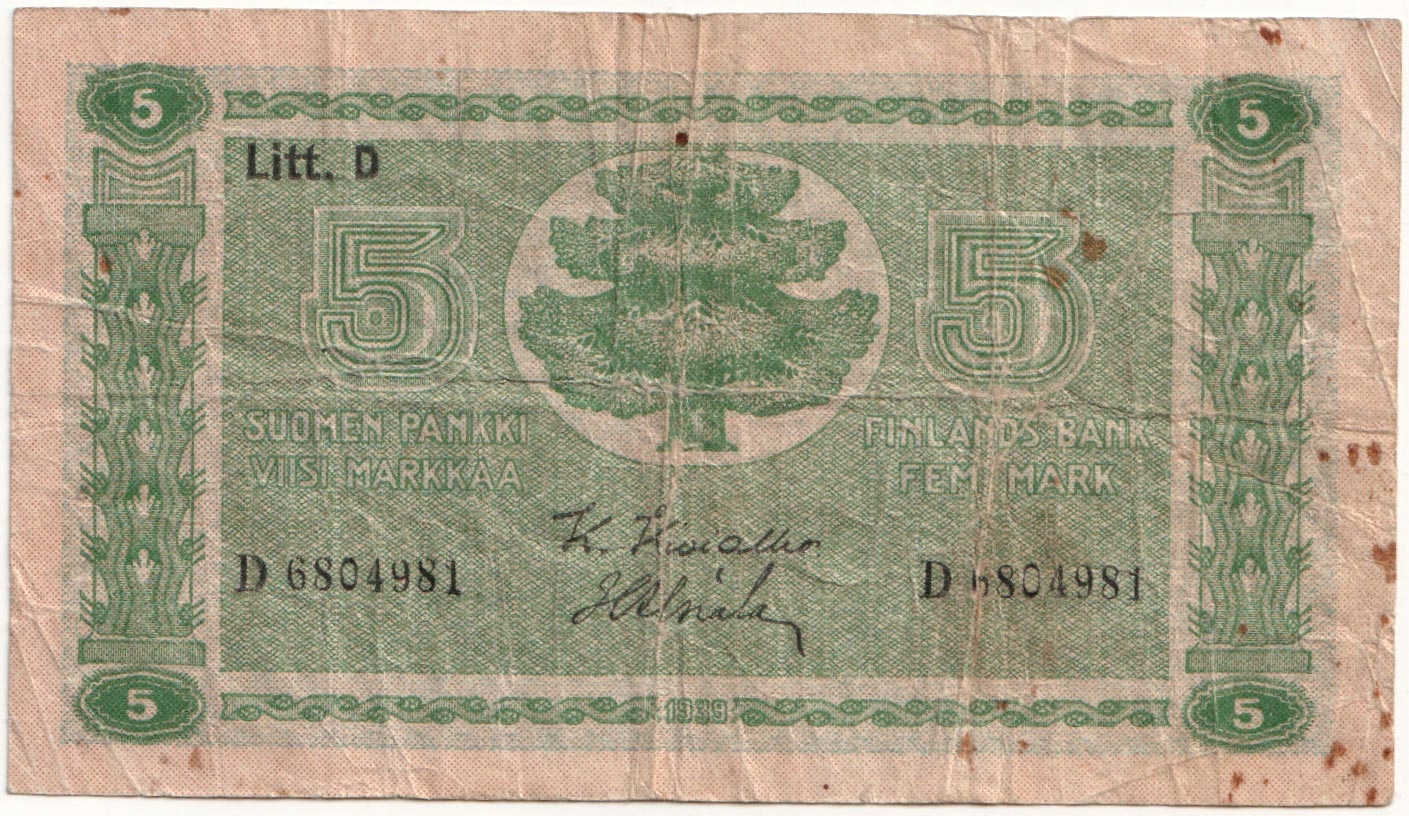 5 5
Litt. D
5 5
SUOMEN PANKKI
VIISI MARKKAA
FINLANDS BANK
FEM MARK
D 6804981
D 6804981
5 1939 5